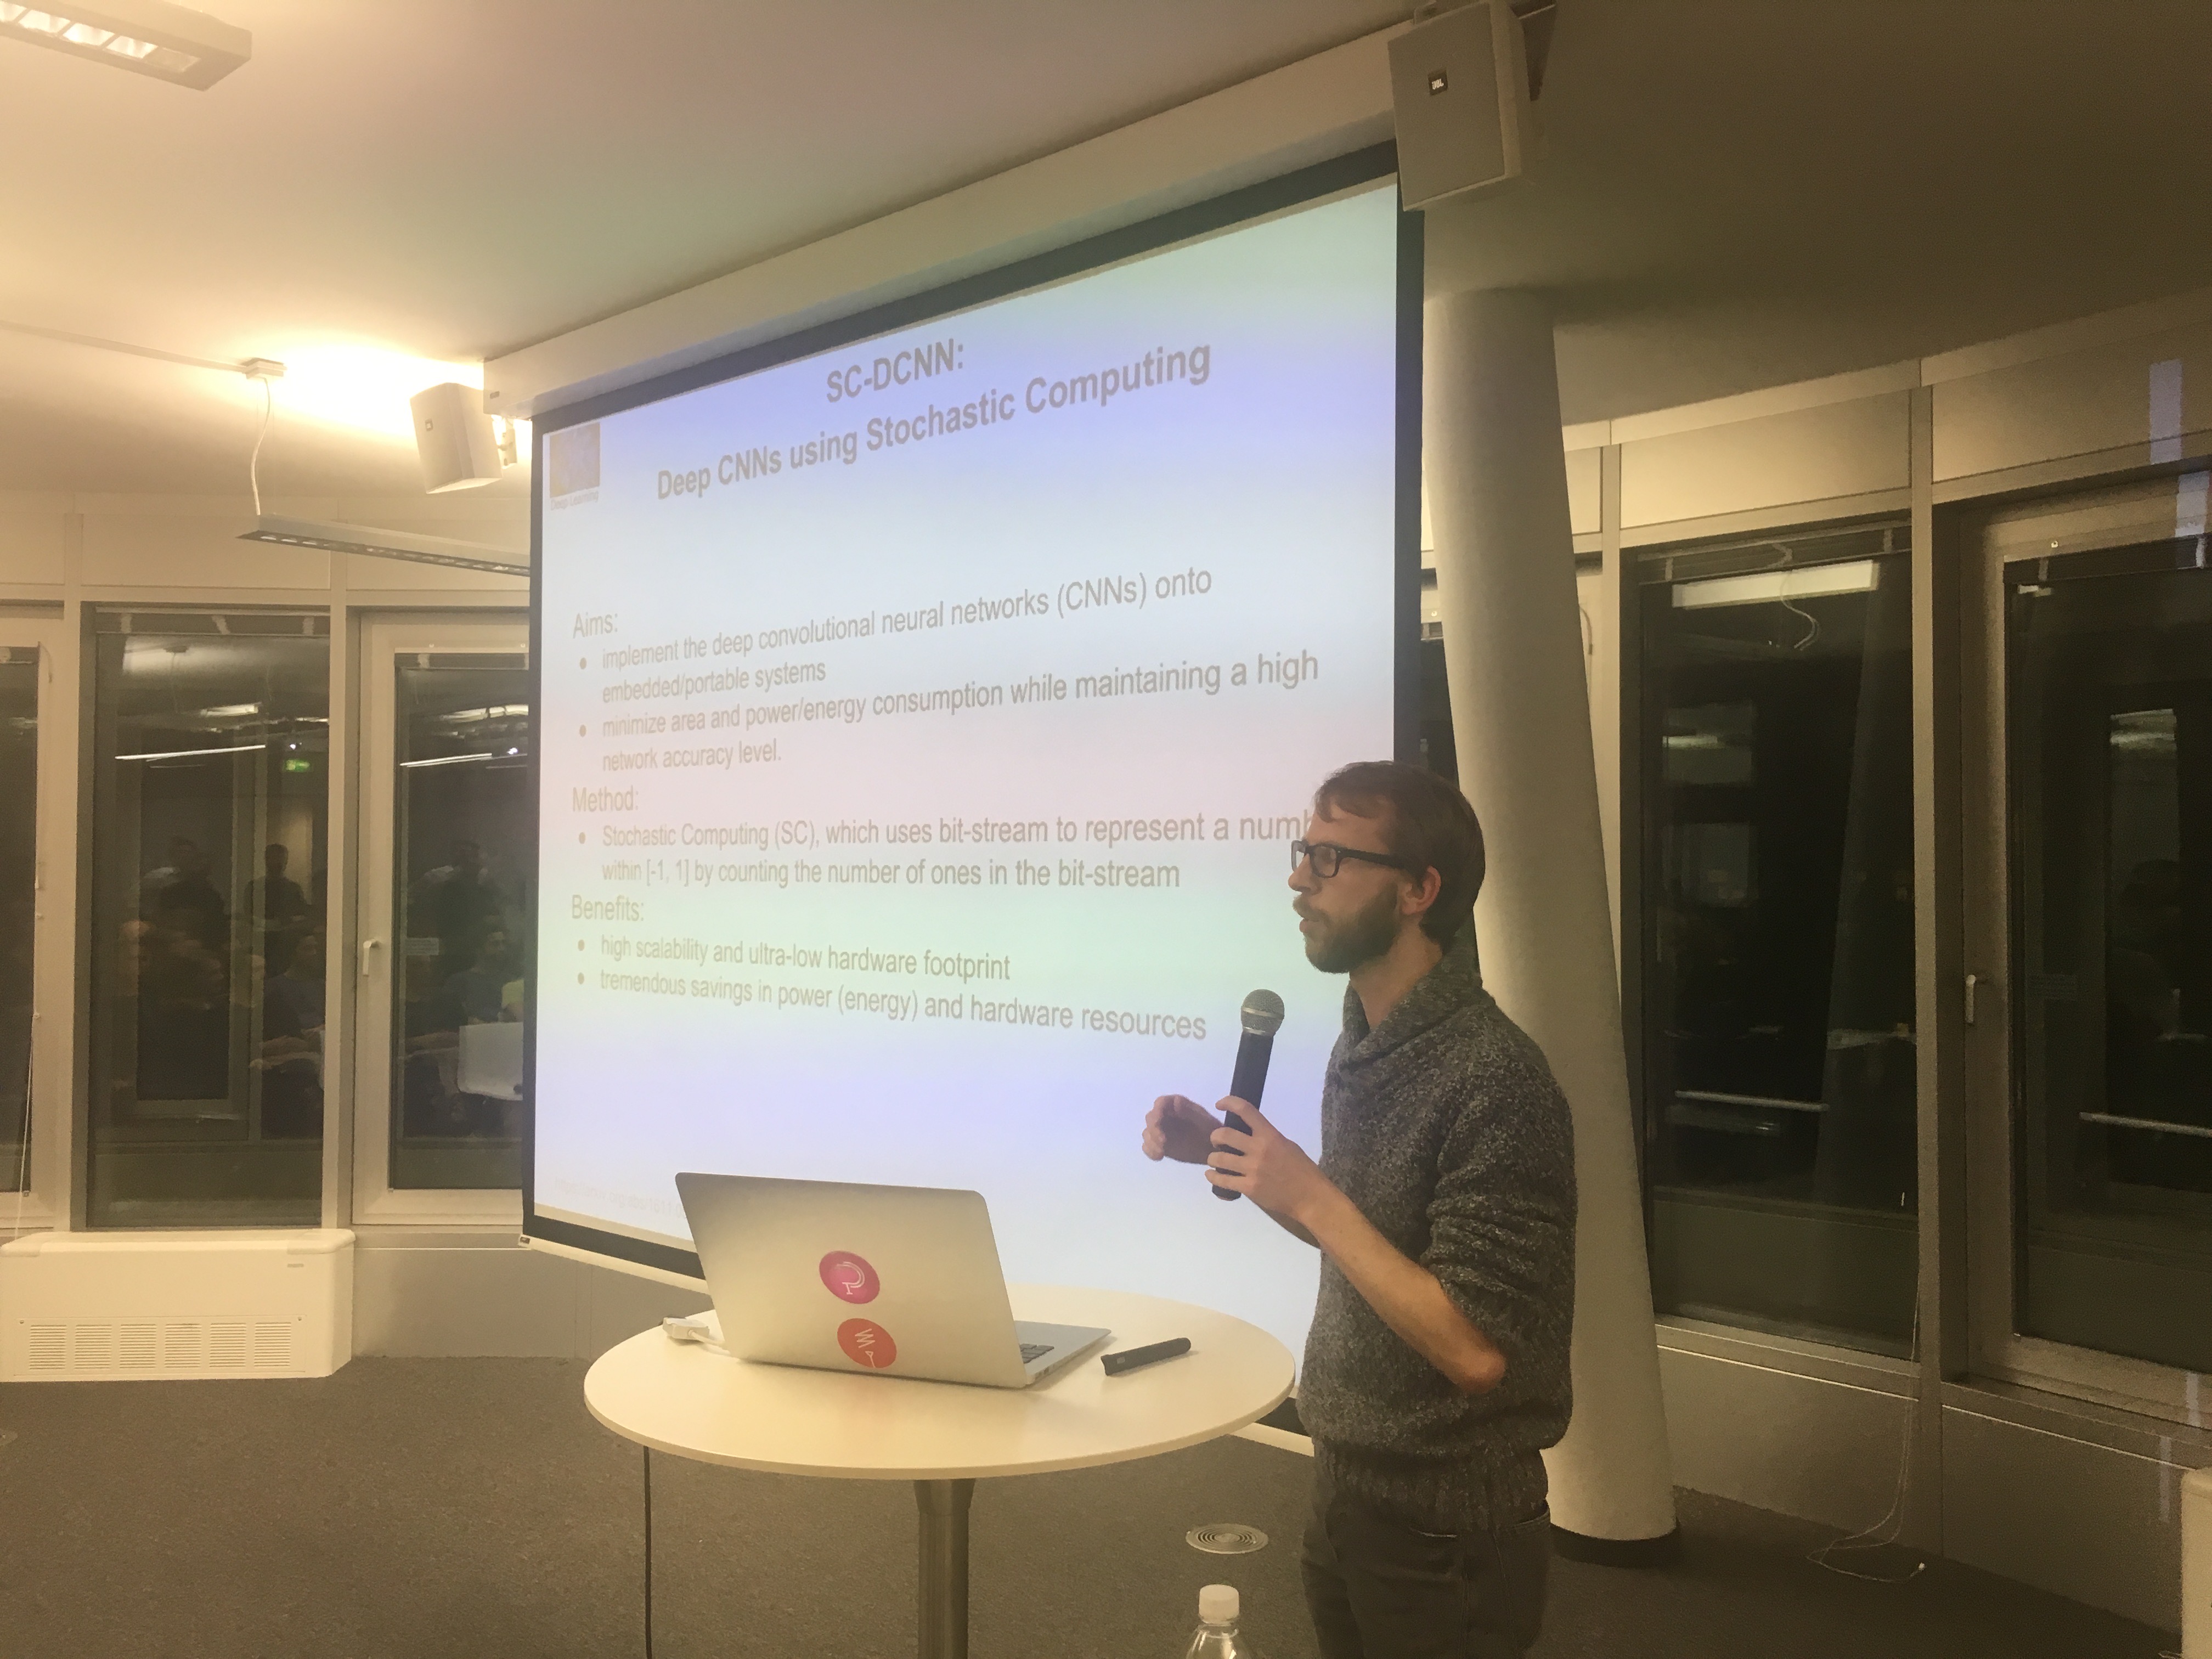 JBL
SC-DCNN:
Deep CNNs using Stochastic Computing
Deep Learning
Aims:
● implement the deep convolutional neural networks (CNNs) onto
embedded/portable systems
● minimize area and power/energy consumption while maintaining a high
network accuracy level.
Method:
● Stochastic Computing (SC), which uses bit-stream to represent a numb
within [-1, 1] by counting the number of ones in the bit-stream
Benefits:
● high scalability and ultra-low hardware footprint
● tremendous savings in power (energy) and hardware resources